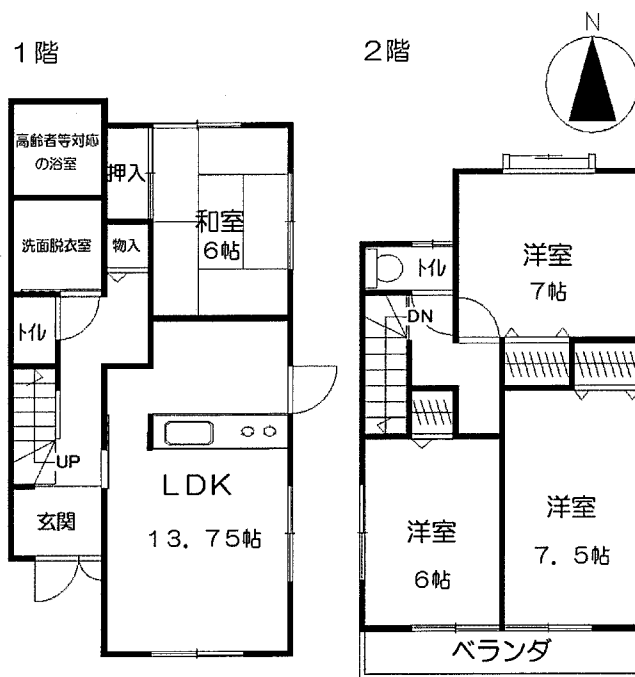 1階
高齢者等対応
の浴室
押入
和室
6帖
洗面脱衣室
物入
トイレ
UP
LDK
13.75帖
玄関
2階
N
トイレ
洋室
7帖
DN
洋室
6帖
洋室
7.5帖
ベランダ